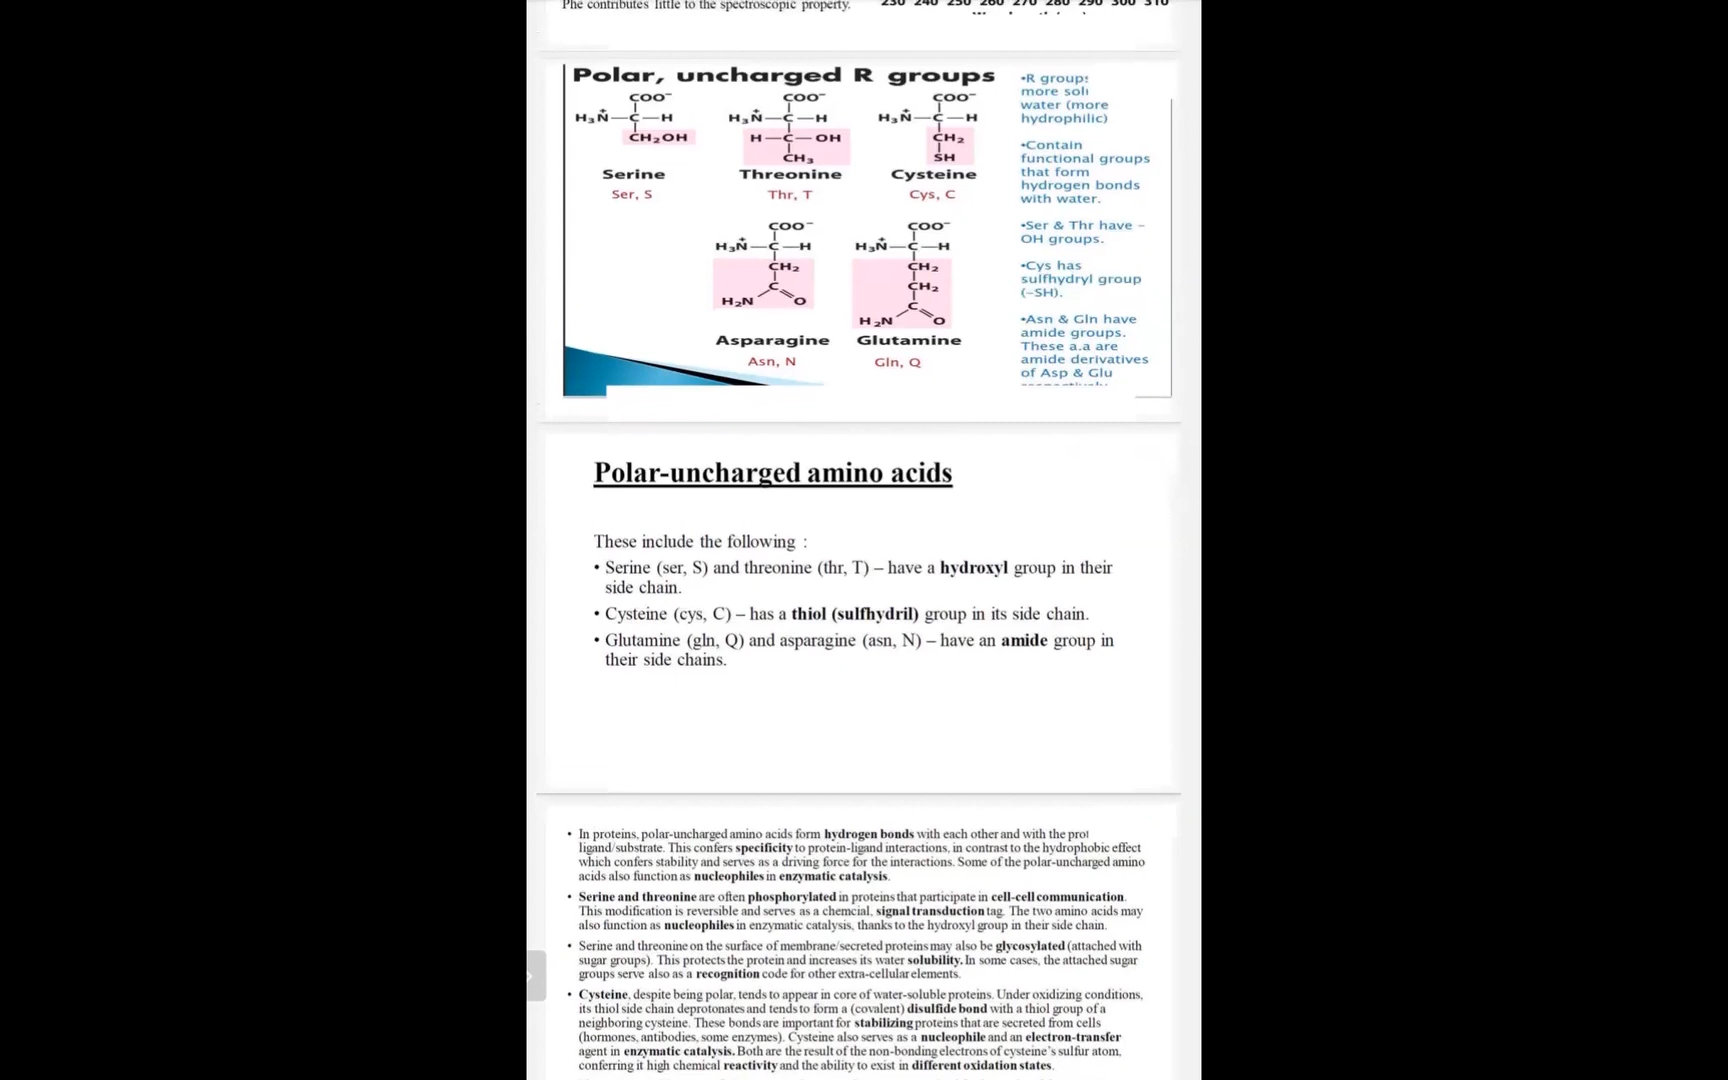 Phe contributes little to the spectroscopic property.
230 240 250 260 270 280 290 300 310
Polar, uncharged R groups
COO⁻ COO⁻ COO⁻
H₃N⁺—C—H H₃N⁺—C—H H₃N⁺—C—H
CH₂OH H—C—OH CH₂
CH₃ SH
Serine Threonine Cysteine
Ser, S Thr, T Cys, C
COO⁻ COO⁻
H₃N⁺—C—H H₃N⁺—C—H
CH₂ CH₂
C CH₂
H₂N O C
H₂N O
Asparagine Glutamine
Asn, N Gln, Q
•R
more
water (more
hydrophilic)
•Contain
functional groups
that form
hydrogen bonds
with water.
•Ser & Thr have –
OH groups.
•Cys has
sulfhydryl group
(–SH).
•Asn & Gln have
amide groups.
These a.a are
amide derivatives
of Asp & Glu
Polar-uncharged amino acids
These include the following :
• Serine (ser, S) and threonine (thr, T) – have a hydroxyl group in their
side chain.
• Cysteine (cys, C) – has a thiol (sulfhydril) group in its side chain.
• Glutamine (gln, Q) and asparagine (asn, N) – have an amide group in
their side chains.
• In proteins, polar-uncharged amino acids form hydrogen bonds with each other and with the
ligand/substrate. This confers specificity to protein-ligand interactions, in contrast to the hydrophobic effect
which confers stability and serves as a driving force for the interactions. Some of the polar-uncharged amino
acids also function as nucleophiles in enzymatic catalysis.
• Serine and threonine are often phosphorylated in proteins that participate in cell-cell communication.
This modification is reversible and serves as a chemcial, signal transduction tag. The two amino acids may
also function as nucleophiles in enzymatic catalysis, thanks to the hydroxyl group in their side chain.
• Serine and threonine on the surface of membrane/secreted proteins may also be glycosylated (attached with
sugar groups). This protects the protein and increases its water solubility. In some cases, the attached sugar
groups serve also as a recognition code for other extra-cellular elements.
• Cysteine, despite being polar, tends to appear in core of water-soluble proteins. Under oxidizing conditions,
its thiol side chain deprotonates and tends to form a (covalent) disulfide bond with a thiol group of a
neighboring cysteine. These bonds are important for stabilizing proteins that are secreted from cells
(hormones, antibodies, some enzymes). Cysteine also serves as a nucleophile and an electron-transfer
agent in enzymatic catalysis. Both are the result of the non-bonding electrons of cysteine's sulfur atom,
conferring it high chemical reactivity and the ability to exist in different oxidation states.